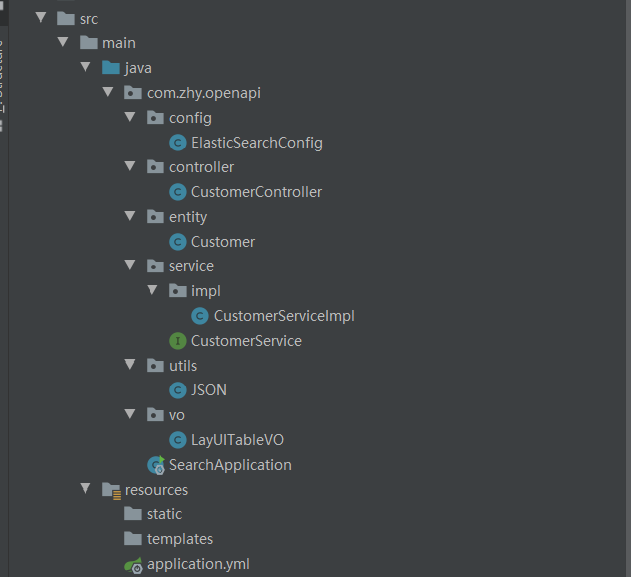 src
main
java
com.zhy.openapi
config
C ElasticSearchConfig
controller
C CustomerController
entity
C Customer
service
impl
C CustomerServiceImpl
I CustomerService
utils
C JSON
vo
C LayUITableVO
SearchApplication
resources
static
templates
application.yml